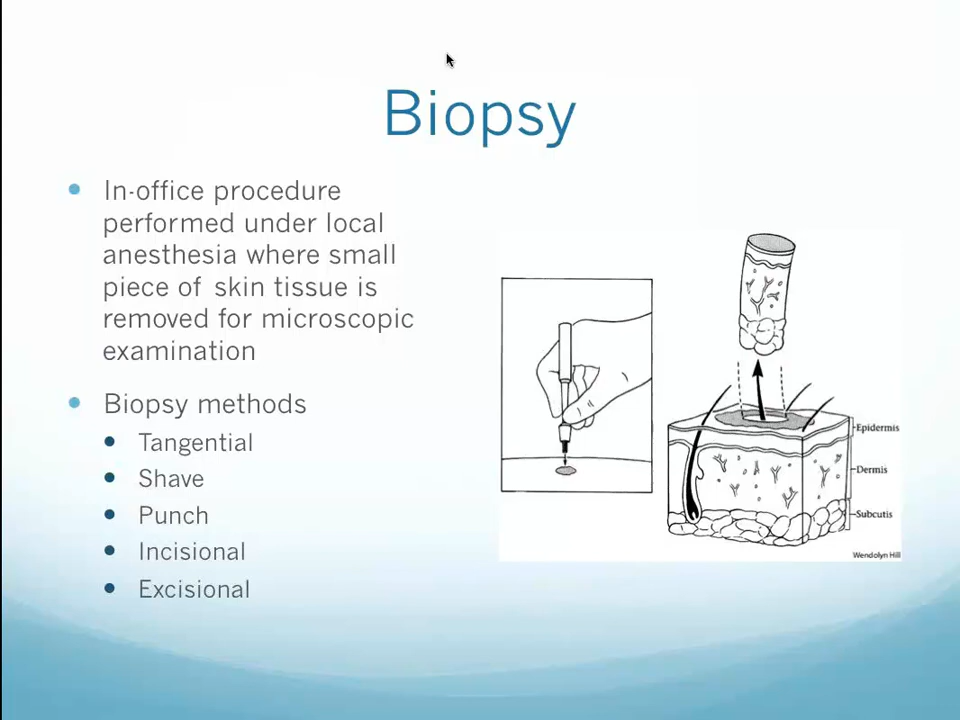 Biopsy
In-office procedure
performed under local
anesthesia where small
piece of skin tissue is
removed for microscopic
examination
Biopsy methods
Tangential
Shave
Punch
Incisional
Excisional
Epidermis
Dermis
Subcutis
Wendolyn Hill